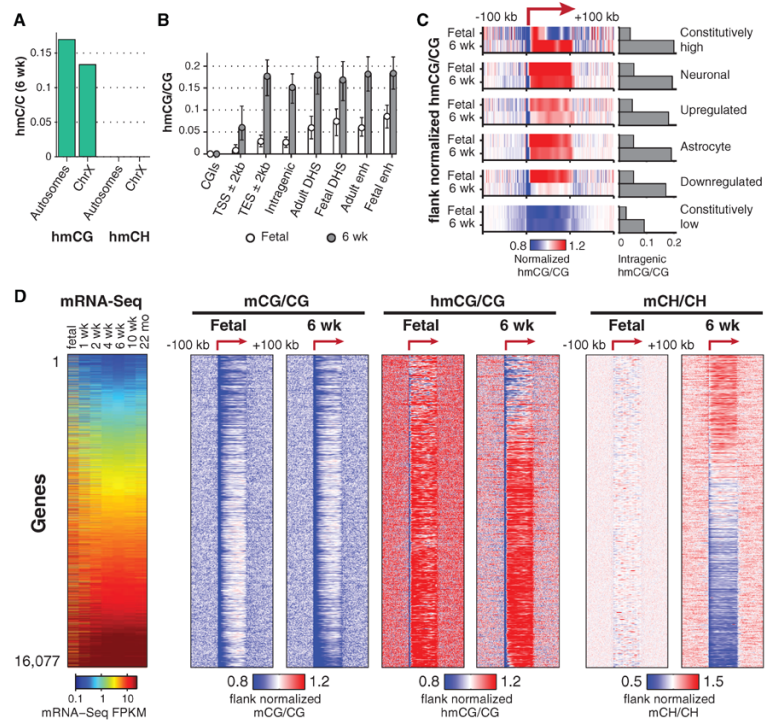 A
hmC/C (6 wk)
0.15
0.1
0.05
0
Autosomes
ChrX
Autosomes
ChrX
hmCG
hmCH
B
hmCG/CG
0.2
0.15
0.1
0.05
0
CGIs
TSS ± 2kb
TES ± 2kb
Intragenic
Adult DHS
Fetal DHS
Adult enh
Fetal enh
Fetal
6 wk
C
flank normalized hmCG/CG
-100 kb
+100 kb
Fetal
6 wk
Constitutively
high
Fetal
6 wk
Neuronal
Fetal
6 wk
Upregulated
Fetal
6 wk
Astrocyte
Fetal
6 wk
Downregulated
Fetal
6 wk
Constitutively
low
0.8
1.2
Normalized
hmCG/CG
0
0.1
0.2
Intragenic
hmCG/CG
D
mRNA-Seq
fetal
1 wk
2 wk
4 wk
6 wk
10 wk
22 mo
Genes
1
16,077
0.1
1
10
mRNA−Seq FPKM
mCG/CG
Fetal
6 wk
-100 kb
+100 kb
0.8
1.2
flank normalized
mCG/CG
hmCG/CG
Fetal
6 wk
0.8
1.2
flank normalized
hmCG/CG
mCH/CH
Fetal
6 wk
-100 kb
+100 kb
0.5
1.5
flank normalized
mCH/CH